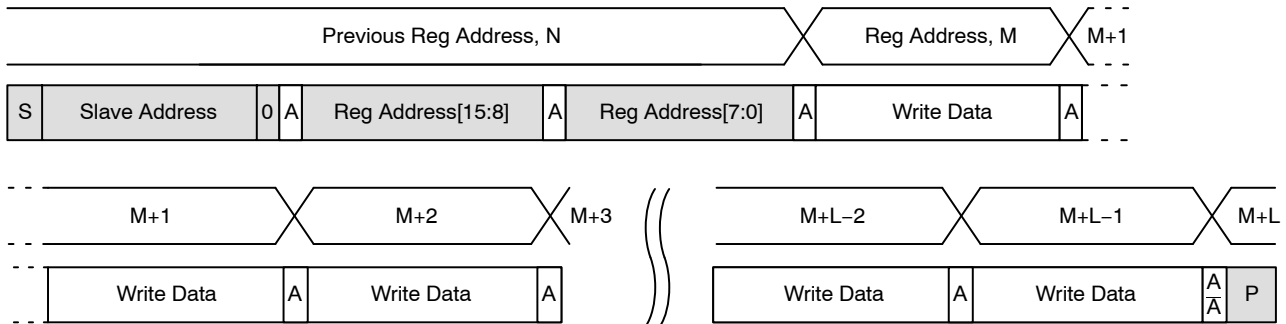 Previous Reg Address, N Reg Address, M M+1
S Slave Address 0 A Reg Address[15:8] A Reg Address[7:0] A Write Data A
M+1 M+2 M+3 M+L−2 M+L−1 M+L
Write Data A Write Data A Write Data A Write Data A A̅ P